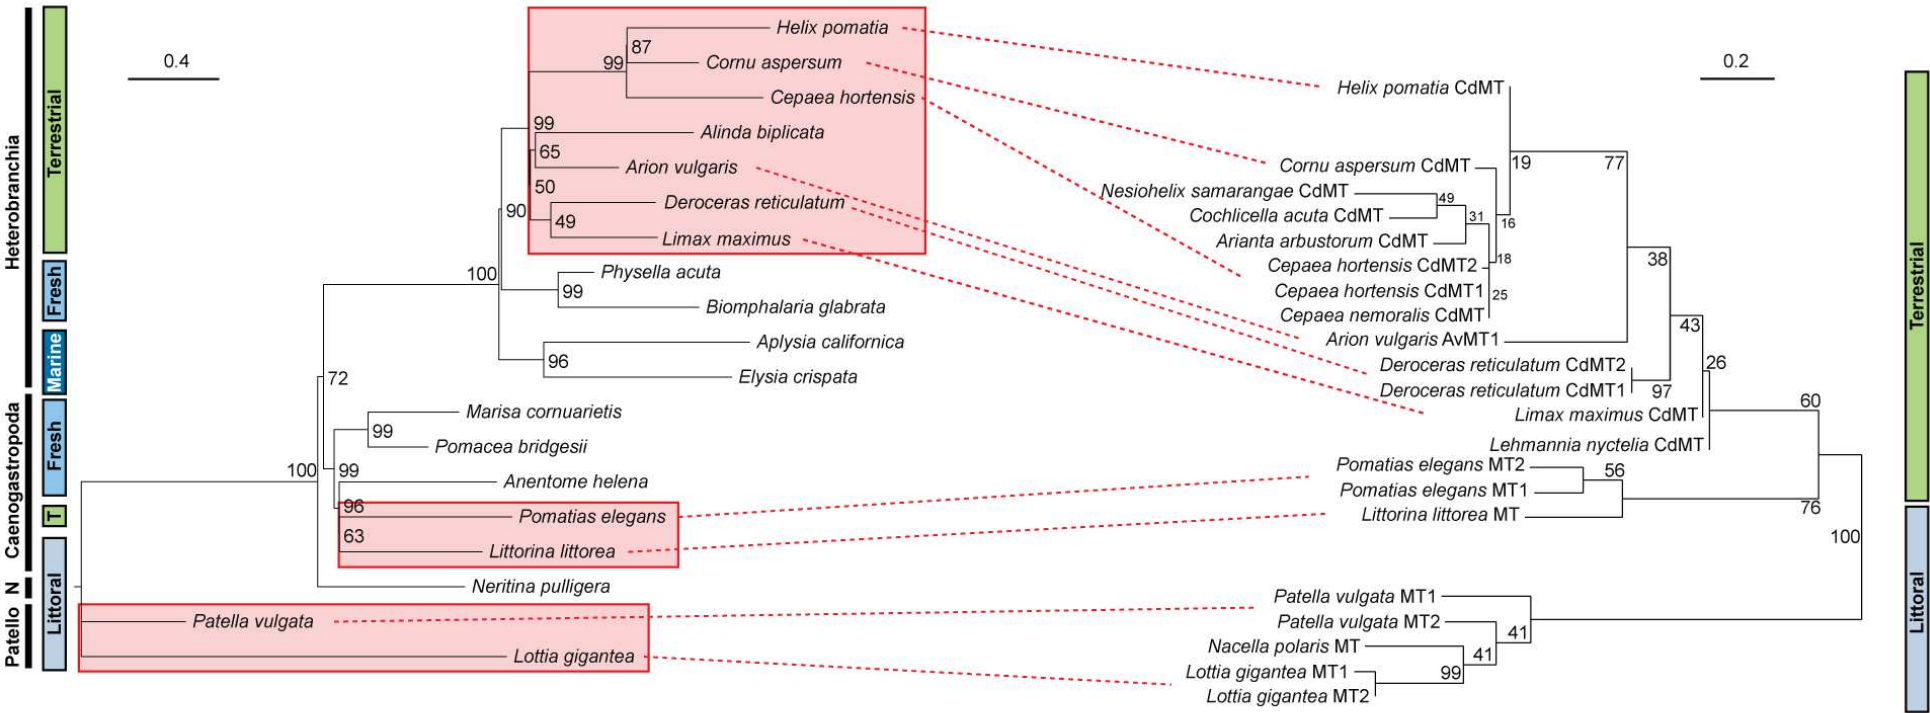 Heterobranchia
Caenogastropoda
N
Patello
Terrestrial
Fresh
Marine
Fresh
T
Littoral
0.4
Helix pomatia
87
99
Cornu aspersum
Cepaea hortensis
99
Alinda biplicata
65
Arion vulgaris
50
Deroceras reticulatum
90
49
Limax maximus
100
Physella acuta
99
Biomphalaria glabrata
Aplysia californica
96
Elysia crispata
72
Marisa cornuarietis
99
Pomacea bridgesii
100
99
Anentome helena
96
Pomatias elegans
63
Littorina littorea
Neritina pulligera
Patella vulgata
Lottia gigantea
0.2
Helix pomatia CdMT
19
77
Cornu aspersum CdMT
Nesiohelix samarangae CdMT
49
Cochlicella acuta CdMT
31
16
Arianta arbustorum CdMT
18
38
Cepaea hortensis CdMT2
Cepaea hortensis CdMT1
25
Cepaea nemoralis CdMT
43
Arion vulgaris AvMT1
26
Deroceras reticulatum CdMT2
Deroceras reticulatum CdMT1
97
60
Limax maximus CdMT
Lehmannia nyctelia CdMT
Pomatias elegans MT2
56
Pomatias elegans MT1
76
Littorina littorea MT
100
Patella vulgata MT1
Patella vulgata MT2
41
Nacella polaris MT
41
Lottia gigantea MT1
99
Lottia gigantea MT2
Terrestrial
Littoral